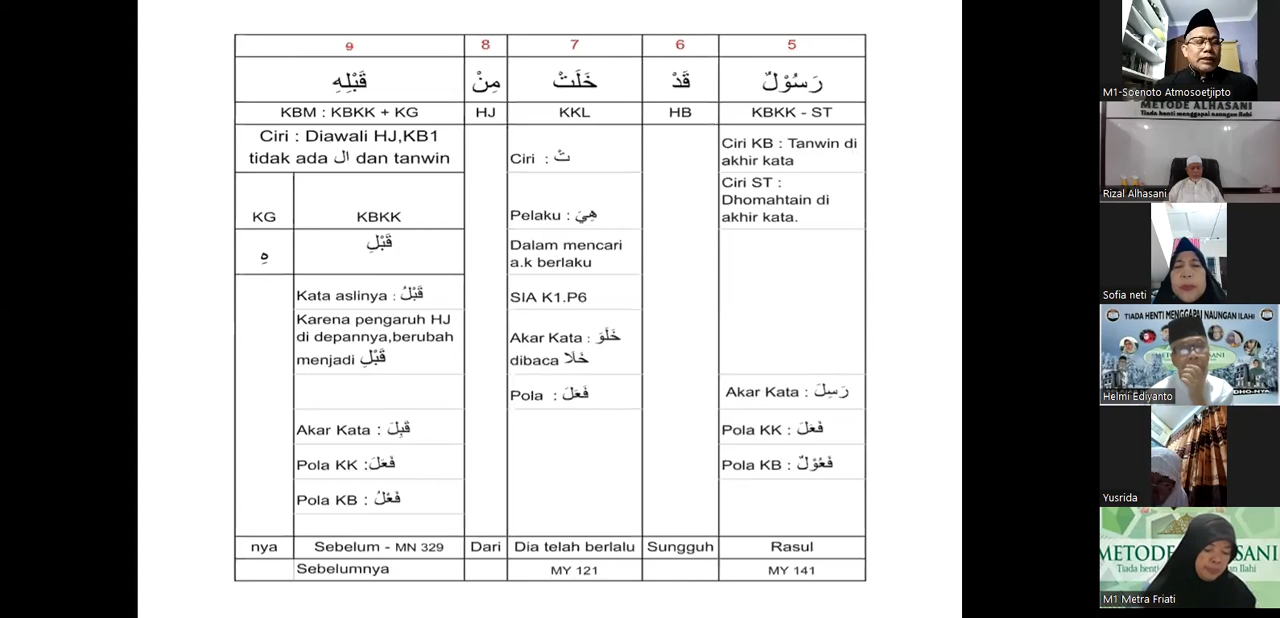 9 8 7 6 5
قَبْلِهِ مِنْ خَلَتْ قَدْ رَسُوْلٌ
KBM : KBKK + KG HJ KKL HB KBKK - ST
Ciri : Diawali HJ,KB1
tidak ada ال dan tanwin
KG KBKK
هِ قَبْلِ
Kata aslinya : قَبْلُ
Karena pengaruh HJ
di depannya,berubah
menjadi قَبْلِ
Akar Kata : قَبِلَ
Pola KK :فَعَلَ
Pola KB : فَعْلُ
Ciri : تْ
Pelaku : هِيَ
Dalam mencari
a.k berlaku
SIA K1.P6
Akar Kata : خَلَوَ
dibaca خَلَا
Pola : فَعَلَ
Ciri KB : Tanwin di
akhir kata
Ciri ST :
Dhomahtain di
akhir kata.
Akar Kata : رَسِلَ
Pola KK : فَعَلَ
Pola KB : فَعُوْلٌ
nya Sebelum - MN 329 Dari Dia telah berlalu Sungguh Rasul
Sebelumnya MY 121 MY 141
M1-Soenoto Atmosoetjipto
METODE ALHASANI
Tiada henti menggapai naungan Ilahi
Rizal Alhasani
Sofia neti
TIADA HENTI MENGGAPAI NAUNGAN ILAHI
Helmi Ediyanto
Yusrida
METODE HASANI
Tiada hen n Ilahi
M1 Metra Friati